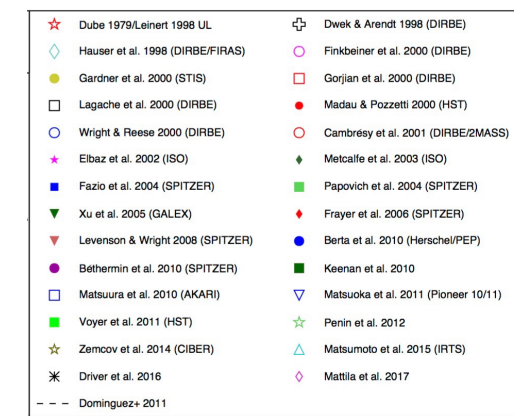 Dube 1979/Leinert 1998 UL
Dwek & Arendt 1998 (DIRBE)
Hauser et al. 1998 (DIRBE/FIRAS)
Finkbeiner et al. 2000 (DIRBE)
Gardner et al. 2000 (STIS)
Gorjian et al. 2000 (DIRBE)
Lagache et al. 2000 (DIRBE)
Madau & Pozzetti 2000 (HST)
Wright & Reese 2000 (DIRBE)
Cambrésy et al. 2001 (DIRBE/2MASS)
Elbaz et al. 2002 (ISO)
Metcalfe et al. 2003 (ISO)
Fazio et al. 2004 (SPITZER)
Papovich et al. 2004 (SPITZER)
Xu et al. 2005 (GALEX)
Frayer et al. 2006 (SPITZER)
Levenson & Wright 2008 (SPITZER)
Berta et al. 2010 (Herschel/PEP)
Béthermin et al. 2010 (SPITZER)
Keenan et al. 2010
Matsuura et al. 2010 (AKARI)
Matsuoka et al. 2011 (Pioneer 10/11)
Voyer et al. 2011 (HST)
Penin et al. 2012
Zemcov et al. 2014 (CIBER)
Matsumoto et al. 2015 (IRTS)
Driver et al. 2016
Mattila et al. 2017
Dominguez+ 2011